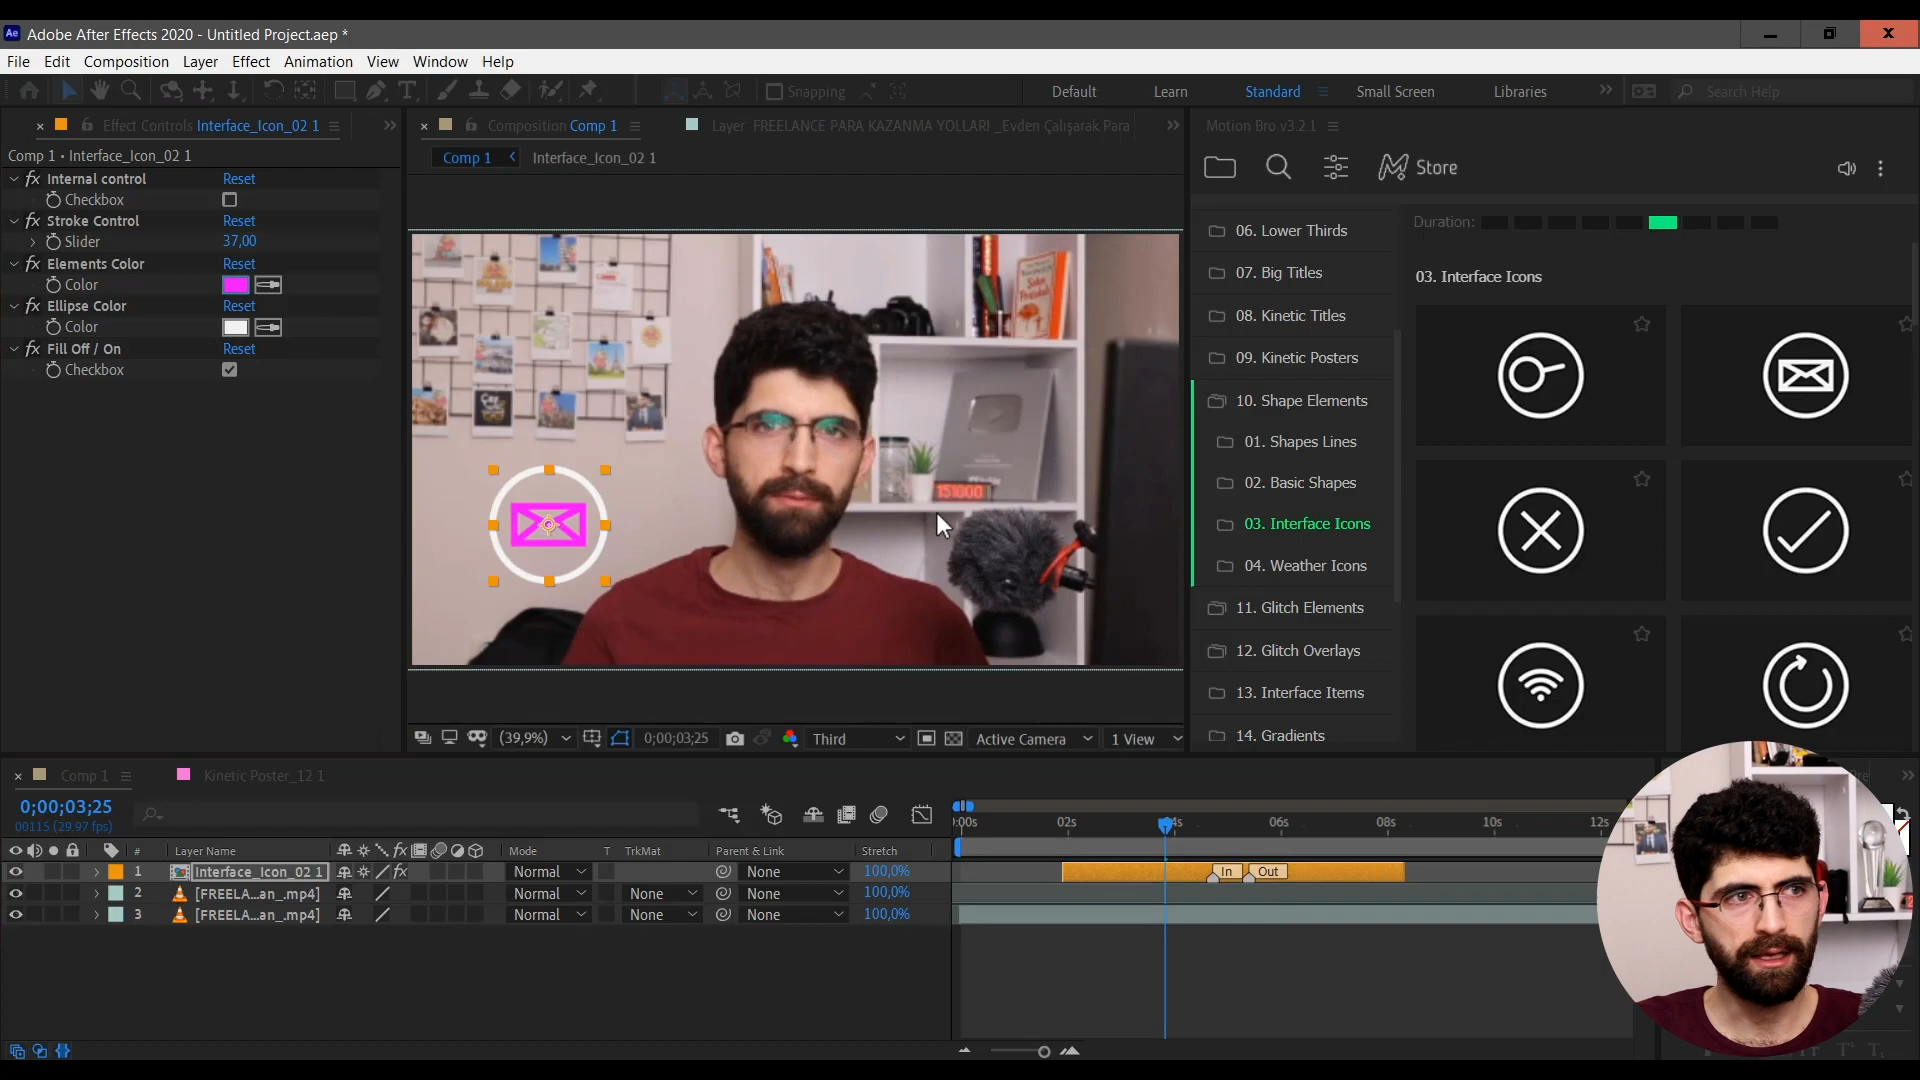 Ae Adobe After Effects 2020 - Untitled Project.aep *
File Edit Composition Layer Effect Animation View Window Help
Snapping Default Learn Standard Small Screen Libraries Search Help
Effect Controls Interface_Icon_02 1
Comp 1 • Interface_Icon_02 1
fx Internal control Reset
Checkbox
fx Stroke Control Reset
Slider 37,00
fx Elements Color Reset
Color
fx Ellipse Color Reset
Color
fx Fill Off / On Reset
Checkbox
Composition Comp 1
Layer FREELANCE PARA KAZANMA YOLLARI _Evden Çalışarak Para
Comp 1 Interface_Icon_02 1
151000
(39,9%) 0;00;03;25 Third Active Camera 1 View
Motion Bro v3.2.1
Store
06. Lower Thirds
07. Big Titles
08. Kinetic Titles
09. Kinetic Posters
10. Shape Elements
01. Shapes Lines
02. Basic Shapes
03. Interface Icons
04. Weather Icons
11. Glitch Elements
12. Glitch Overlays
13. Interface Items
14. Gradients
Duration:
03. Interface Icons
Comp 1 Kinetic Poster_12 1
0;00;03;25
00115 (29.97 fps)
# Layer Name Mode T TrkMat Parent & Link Stretch
1 Interface_Icon_02 1 fx Normal None 100,0%
2 [FREELA...an_.mp4] Normal None None 100,0%
3 [FREELA...an_.mp4] Normal None None 100,0%
02s 06s 08s 10s 12s
In Out